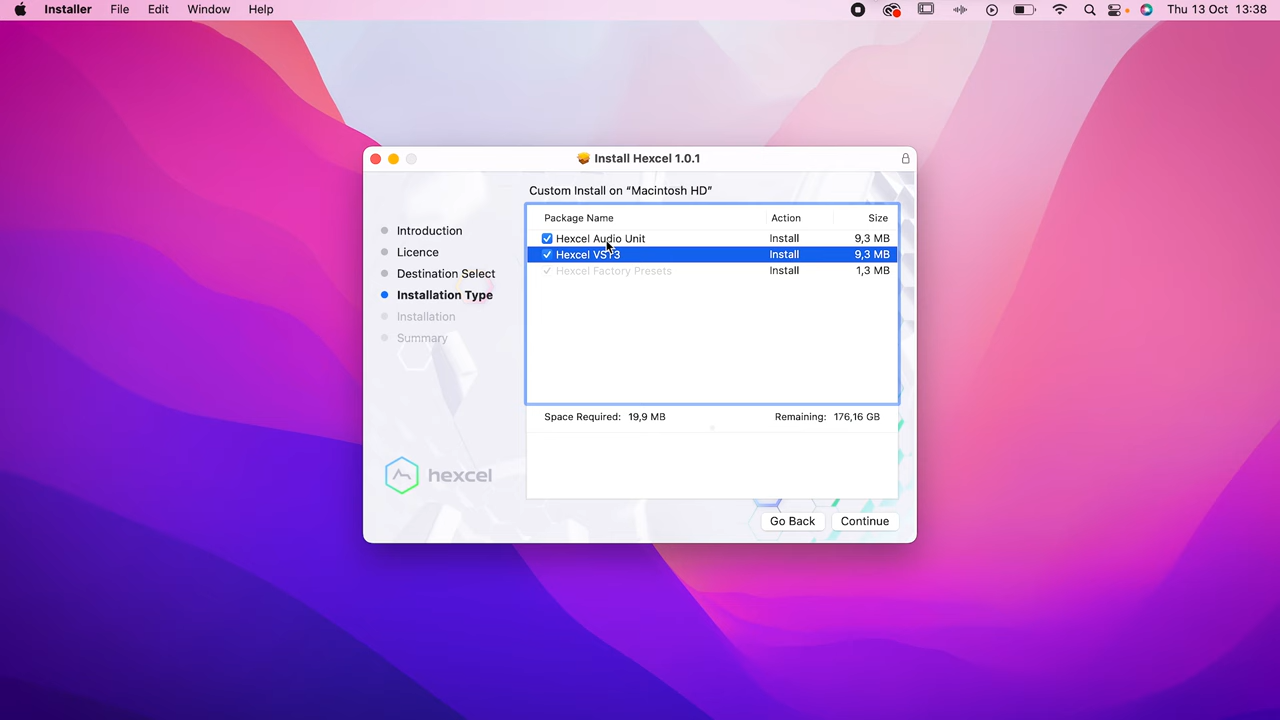 Installer File Edit Window Help Thu 13 Oct 13:38
Install Hexcel 1.0.1
Custom Install on “Macintosh HD”
Introduction
Licence
Destination Select
Installation Type
Installation
Summary
Package Name Action Size
Hexcel Audio Unit Install 9,3 MB
Hexcel VST3 Install 9,3 MB
Hexcel Factory Presets Install 1,3 MB
Space Required: 19,9 MB Remaining: 176,16 GB
hexcel
Go Back Continue